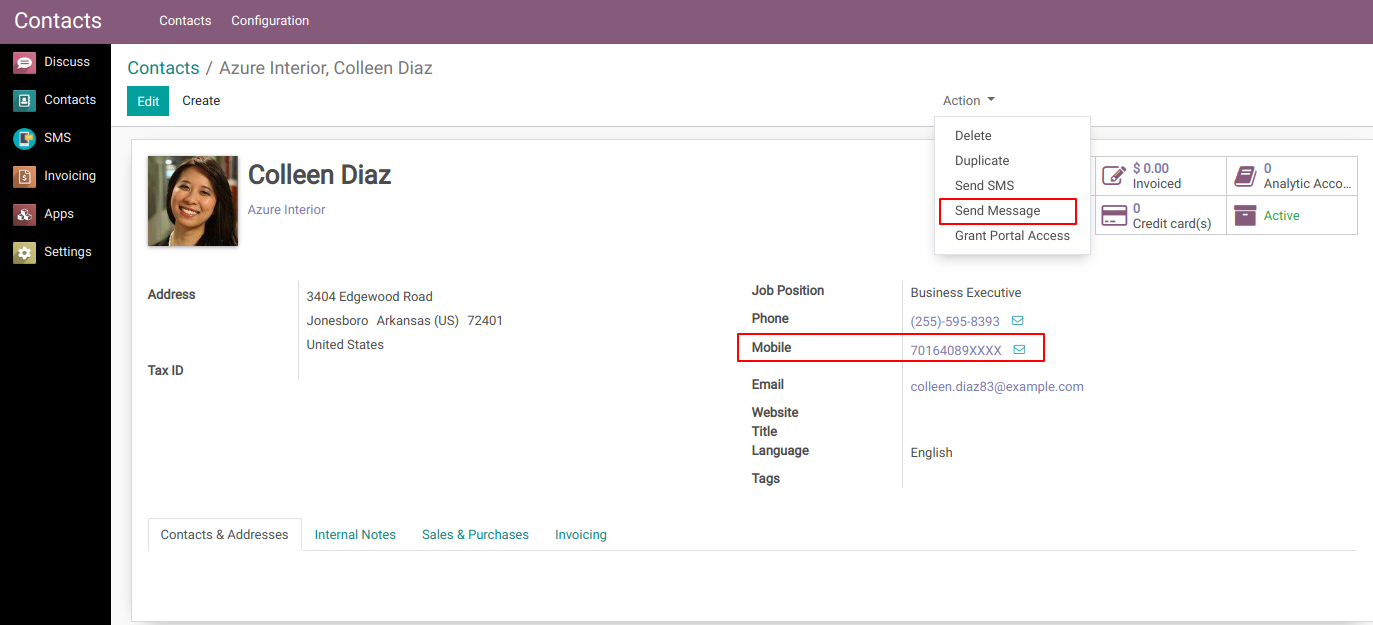 Contacts
Contacts Configuration
Discuss
Contacts
SMS
Invoicing
Apps
Settings
Contacts / Azure Interior, Colleen Diaz
Edit Create
Action
Delete
Duplicate
Send SMS
Send Message
Grant Portal Access
$ 0.00
Invoiced
0
Analytic Acco...
0
Credit card(s)
Active
Colleen Diaz
Azure Interior
Address
3404 Edgewood Road
Jonesboro Arkansas (US) 72401
United States
Tax ID
Job Position Business Executive
Phone (255)-595-8393
Mobile 70164089XXXX
Email colleen.diaz83@example.com
Website
Title
Language English
Tags
Contacts & Addresses Internal Notes Sales & Purchases Invoicing